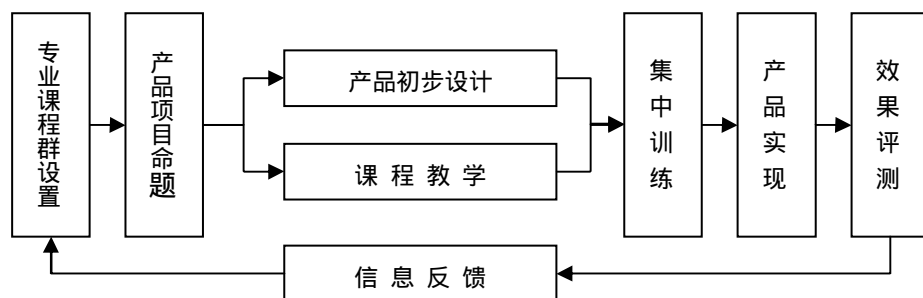 专业课程群设置
产品项目命题
产品初步设计
课程教学
集中训练
产品实现
效果评测
信息反馈